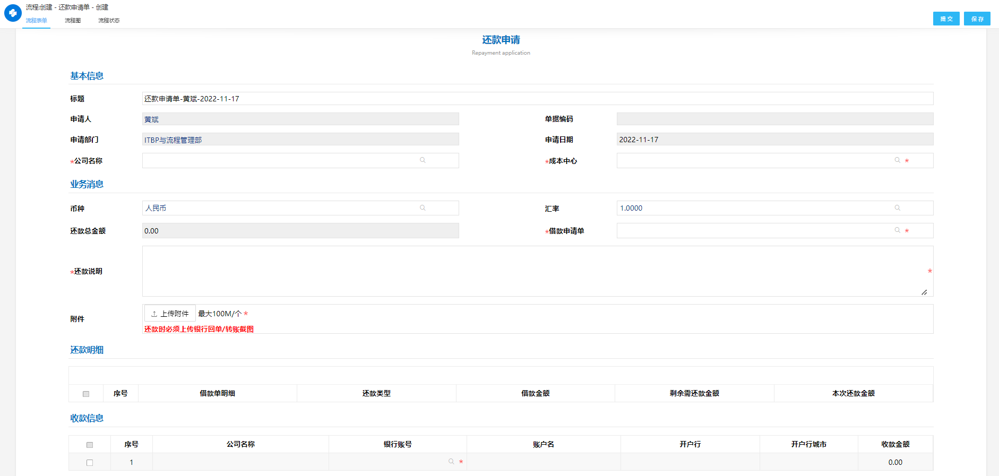 流程:创建 - 还款申请单 - 创建
流程表单 流程图 流程状态
提交 保存
还款申请
Repayment application
基本信息
标题 还款申请单-黄斌-2022-11-17
申请人 黄斌 单据编码
申请部门 ITBP与流程管理部 申请日期 2022-11-17
*公司名称 *成本中心 *
业务消息
币种 人民币 汇率 1.0000
还款总金额 0.00 *借款申请单 *
*还款说明 *
附件 上传附件 最大100M/个 *
还款时必须上传银行回单/转账截图
还款明细
序号 借款单明细 还款类型 借款金额 剩余需还款金额 本次还款金额
收款信息
序号 公司名称 银行账号 账户名 开户行 开户行城市 收款金额
1 * 0.00